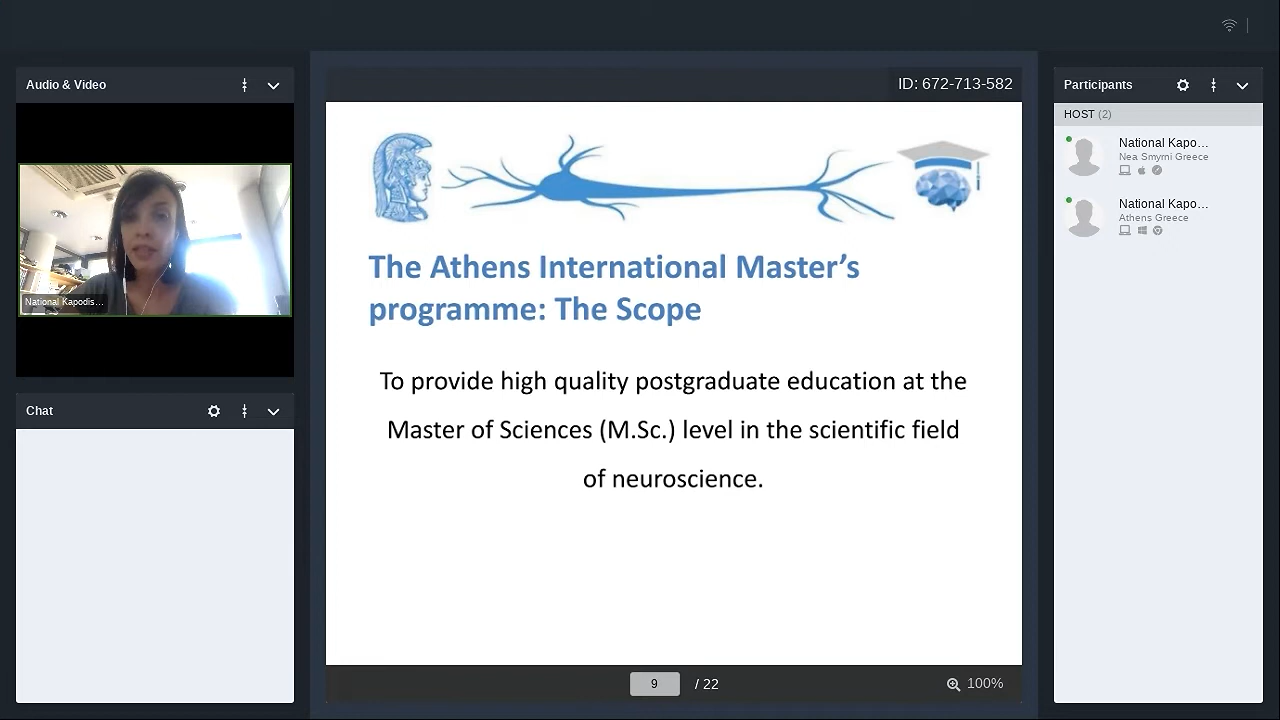 Audio & Video
National Kapodis...
Chat
ID: 672-713-582
The Athens International Master’s
programme: The Scope
To provide high quality postgraduate education at the
Master of Sciences (M.Sc.) level in the scientific field
of neuroscience.
9 / 22
100%
Participants
HOST (2)
National Kapo...
Nea Smyrni Greece
National Kapo...
Athens Greece